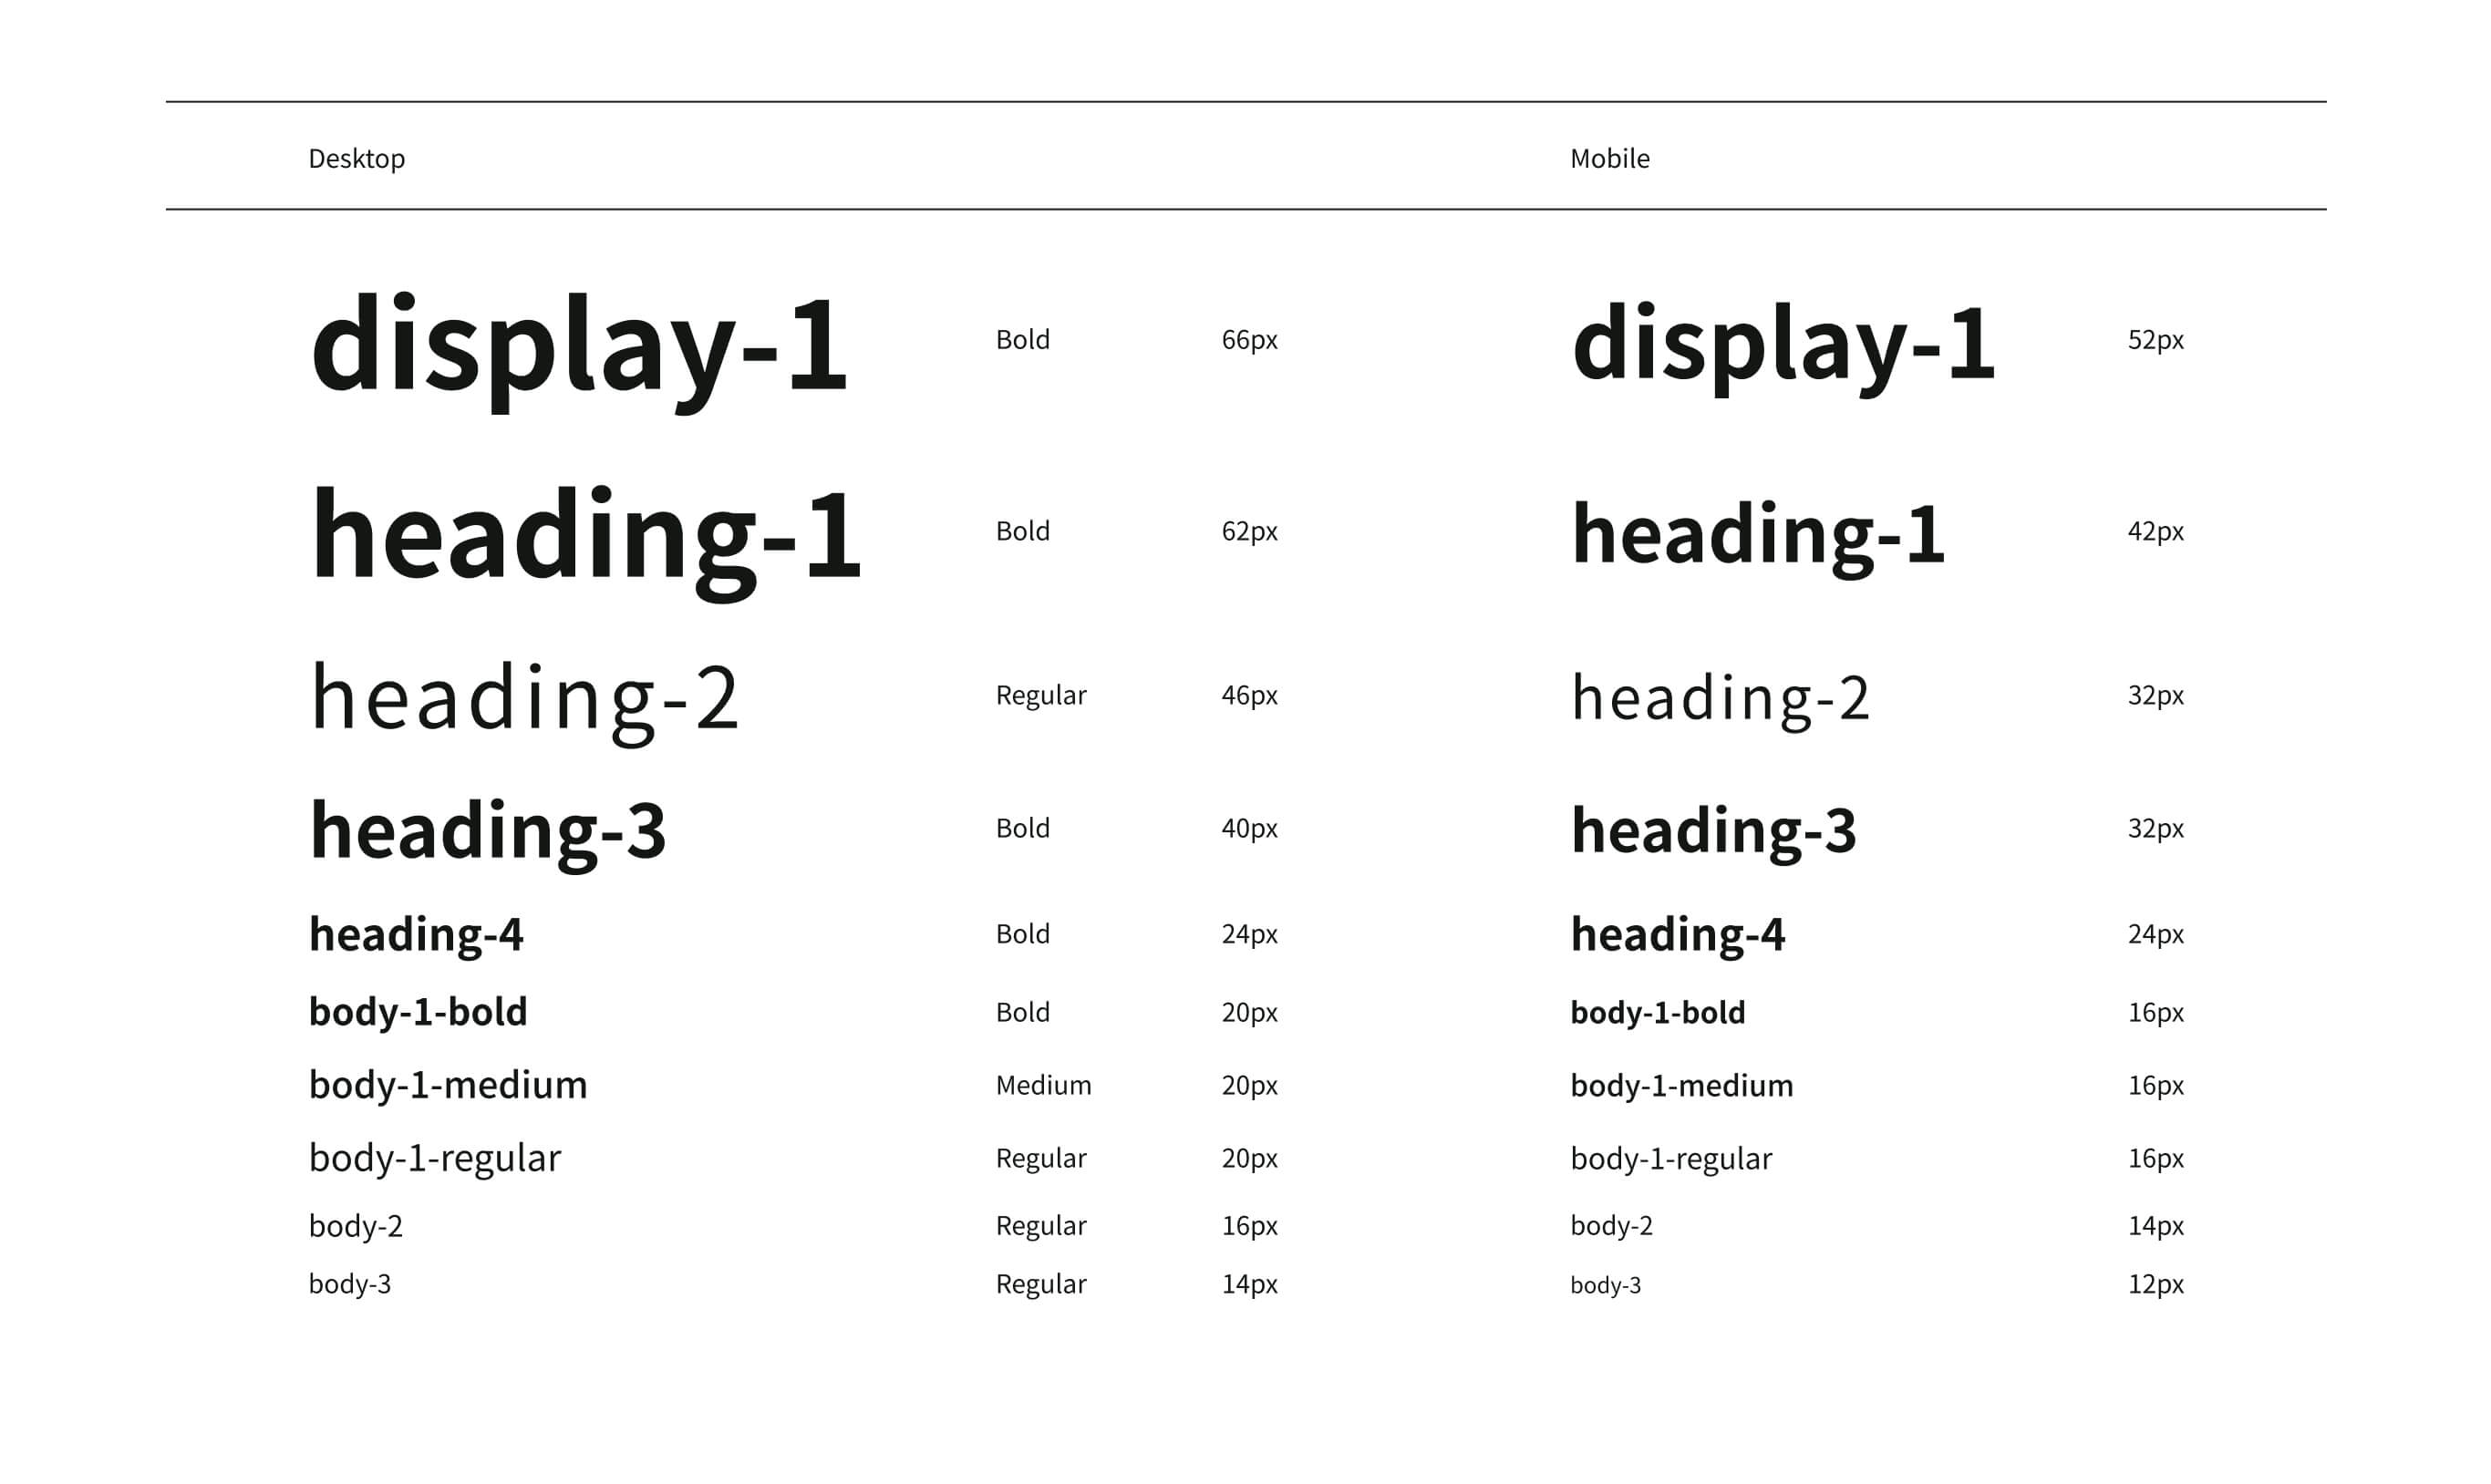 Desktop Mobile
display-1 Bold 66px display-1 52px
heading-1 Bold 62px heading-1 42px
heading-2 Regular 46px heading-2 32px
heading-3 Bold 40px heading-3 32px
heading-4 Bold 24px heading-4 24px
body-1-bold Bold 20px body-1-bold 16px
body-1-medium Medium 20px body-1-medium 16px
body-1-regular Regular 20px body-1-regular 16px
body-2 Regular 16px body-2 14px
body-3 Regular 14px body-3 12px